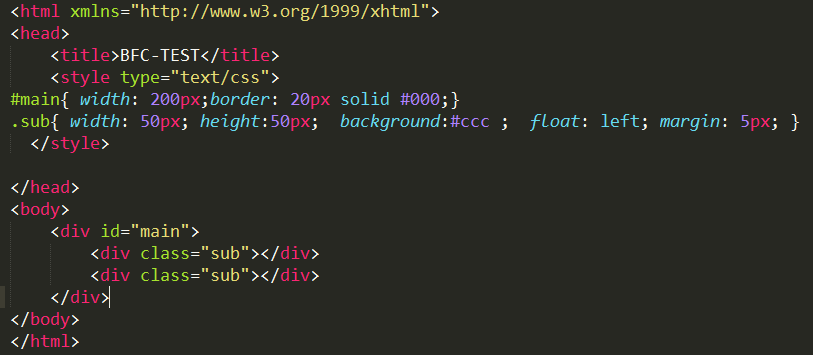 <html xmlns="http://www.w3.org/1999/xhtml">
<head>
    <title>BFC-TEST</title>
    <style type="text/css">
#main{ width: 200px;border: 20px solid #000;}
.sub{ width: 50px; height:50px;  background:#ccc ;  float: left; margin: 5px; }
  </style>

</head>
<body>
    <div id="main">
        <div class="sub"></div>
        <div class="sub"></div>
    </div>
</body>
</html>